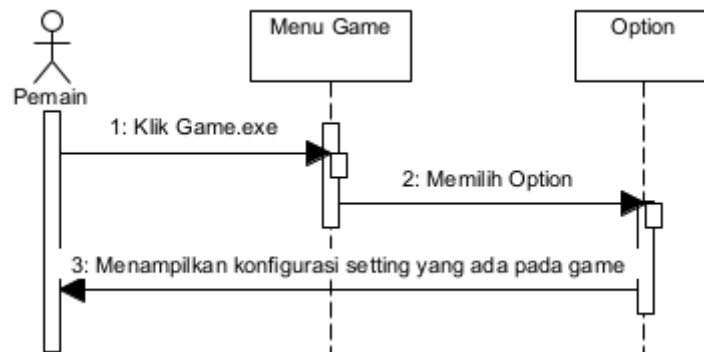 Menu Game
Option
Pemain
1: Klik Game.exe
2: Memilih Option
3: Menampilkan konfigurasi setting yang ada pada game